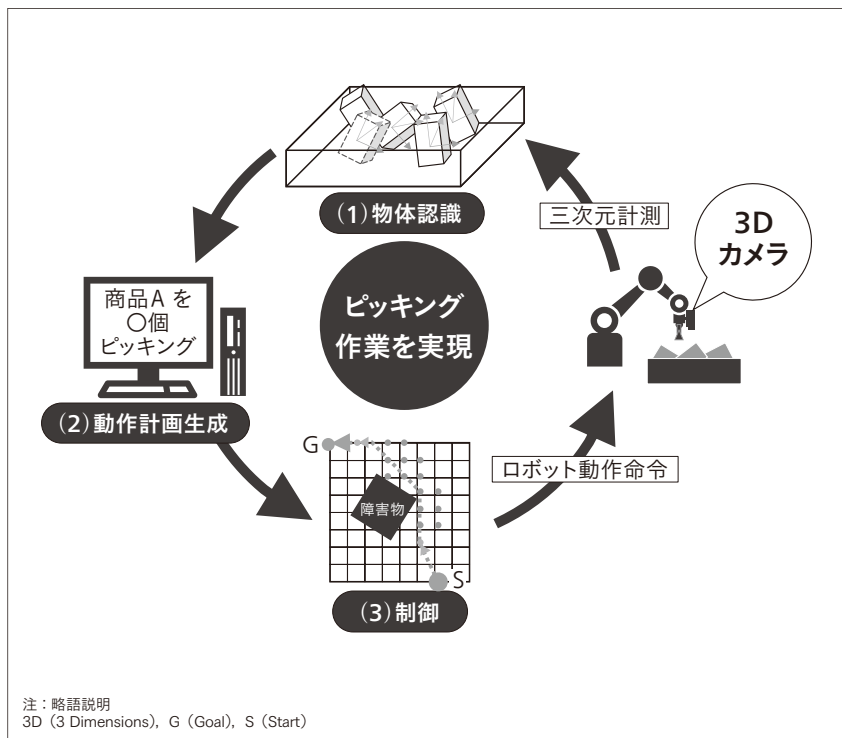 (1)物体認識
三次元計測
3D
カメラ
商品A を
〇個
ピッキング
ピッキング
作業を実現
(2)動作計画生成
G
障害物
S
ロボット動作命令
(3)制御
注:略語説明
3D(3 Dimensions),G(Goal),S(Start)